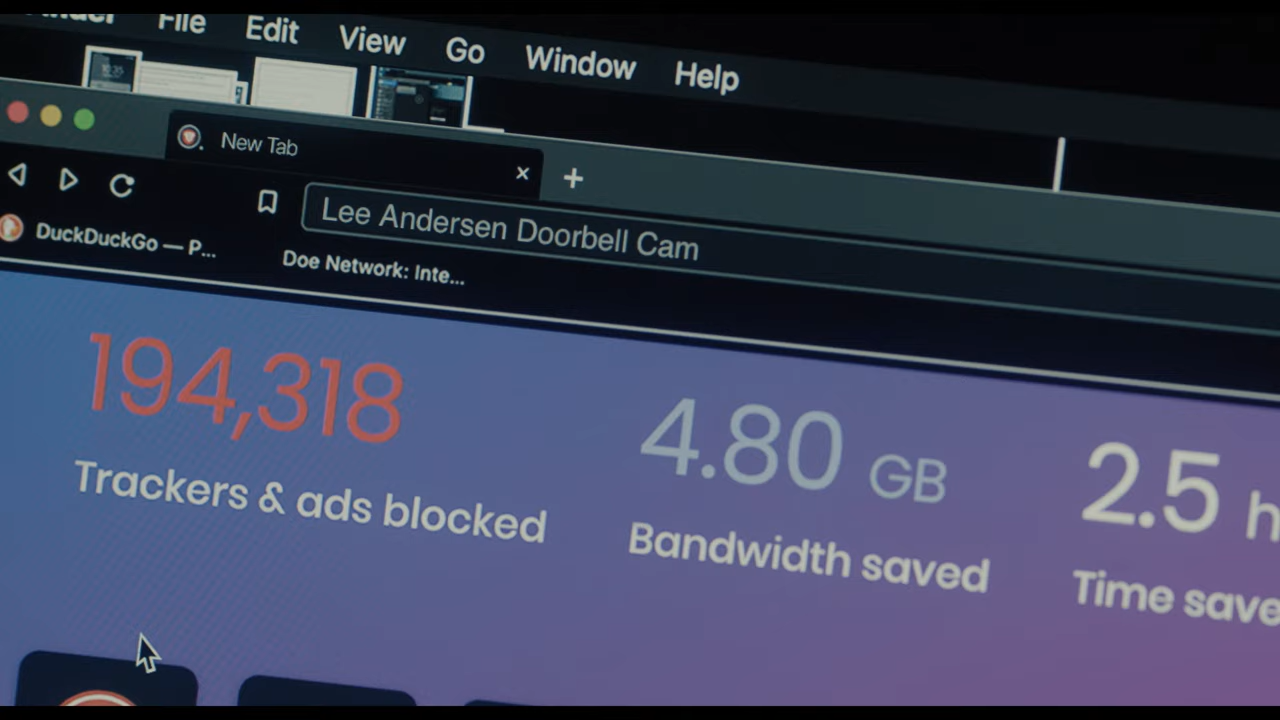 File Edit View Go Window Help
New Tab
Lee Andersen Doorbell Cam
DuckDuckGo — P...
Doe Network: Inte...
194,318
Trackers & ads blocked
4.80 GB
Bandwidth saved
2.5
Time save